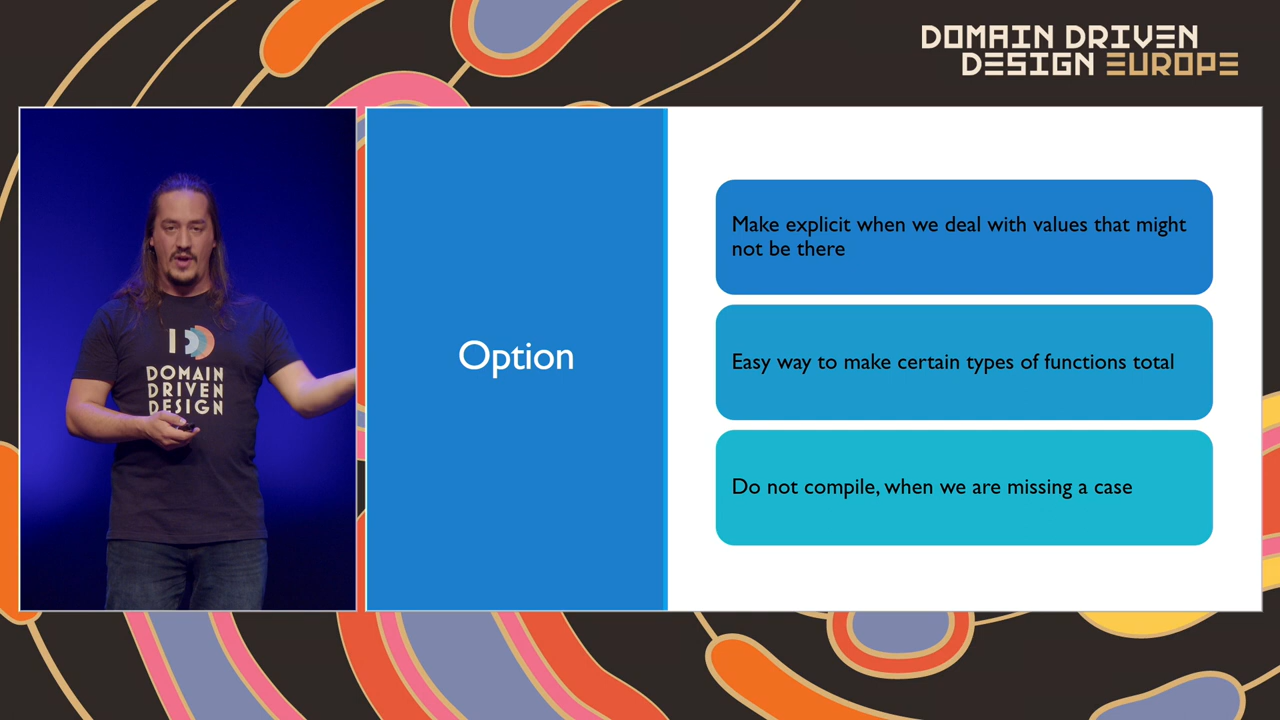 DOMAIN DRIVEN
DESIGN EUROPE
DOMAIN
DRIVEN
DESIGN
Option
Make explicit when we deal with values that might
not be there
Easy way to make certain types of functions total
Do not compile, when we are missing a case